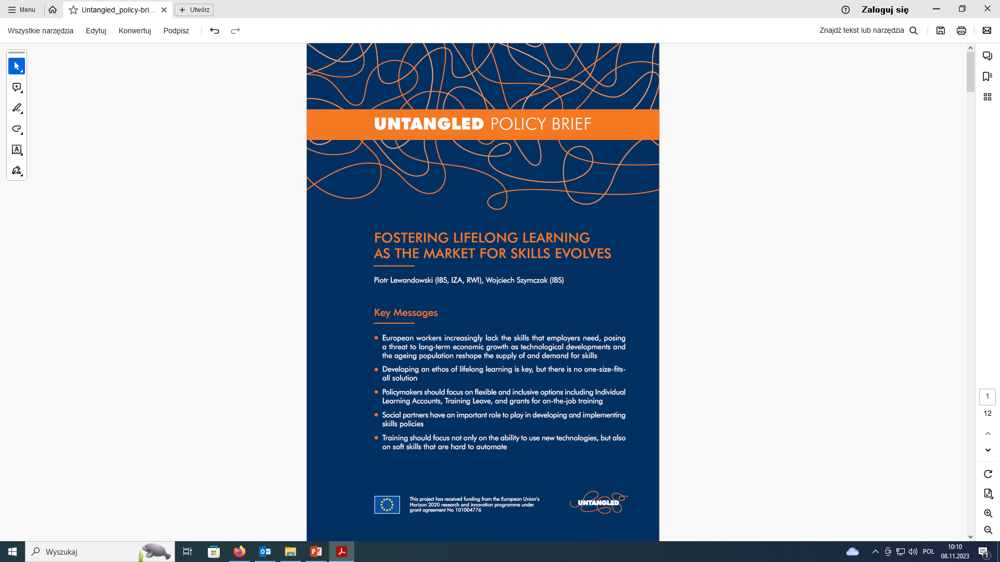 Menu
Untangled_policy-bri...
Utwórz
Zaloguj się
Wszystkie narzędzia
Edytuj
Konwertuj
Podpisz
Znajdź tekst lub narzędzia
UNTANGLED POLICY BRIEF
FOSTERING LIFELONG LEARNING
AS THE MARKET FOR SKILLS EVOLVES
Piotr Lewandowski (IBS, IZA, RWI), Wojciech Szymczak (IBS)
Key Messages
European workers increasingly lack the skills that employers need, posing
a threat to long-term economic growth as technological developments and
the ageing population reshape the supply of and demand for skills
Developing an ethos of lifelong learning is key, but there is no one-size-fits-
all solution
Policymakers should focus on flexible and inclusive options including Individual
Learning Accounts, Training Leave, and grants for on-the-job training
Social partners have an important role to play in developing and implementing
skills policies
Training should focus not only on the ability to use new technologies, but also
on soft skills that are hard to automate
This project has received funding from the European Union's
Horizon 2020 research and innovation programme under
grant agreement No 101004776
UNTANGLED
1
12
Wyszukaj
POL
10:10
08.11.2023
1